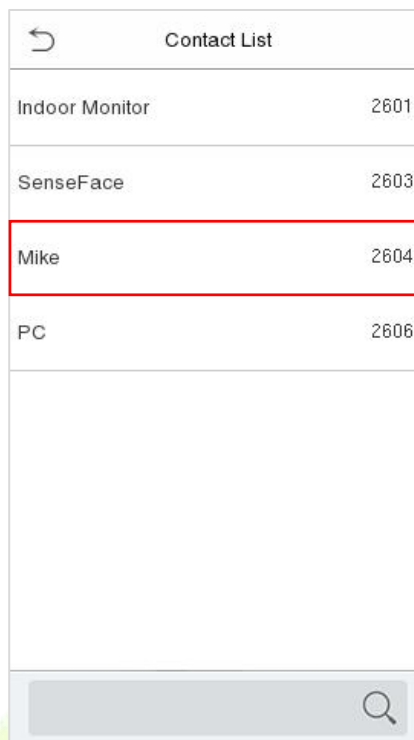 Contact List
Indoor Monitor 2601
SenseFace 2603
Mike 2604
PC 2606